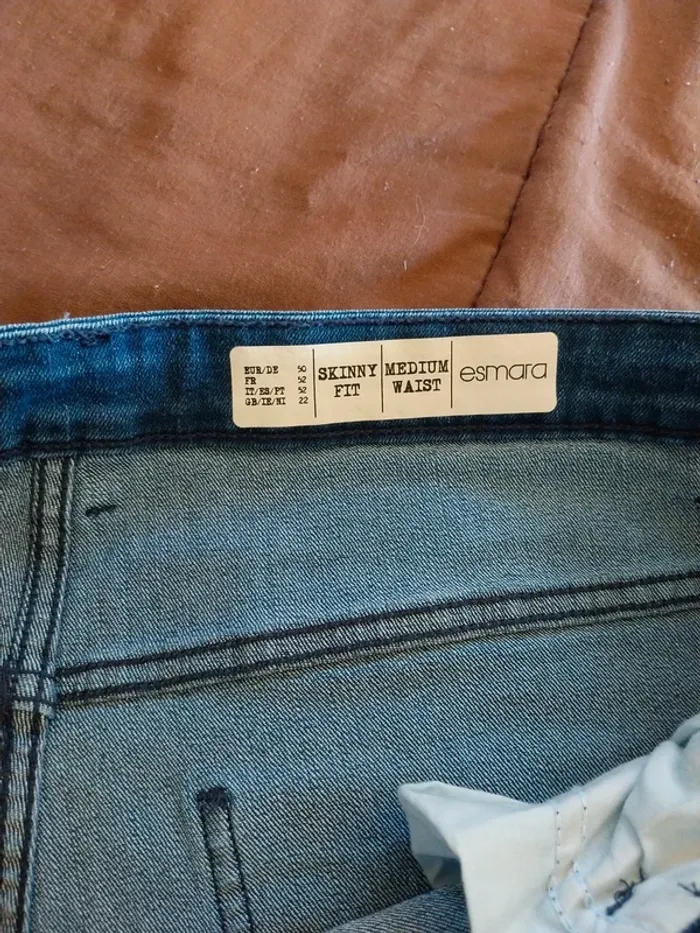 EUR/DE 50
FR 52
IT/ES/PT 52
GB/IE/NI 22
SKINNY
FIT
MEDIUM
WAIST
esmara